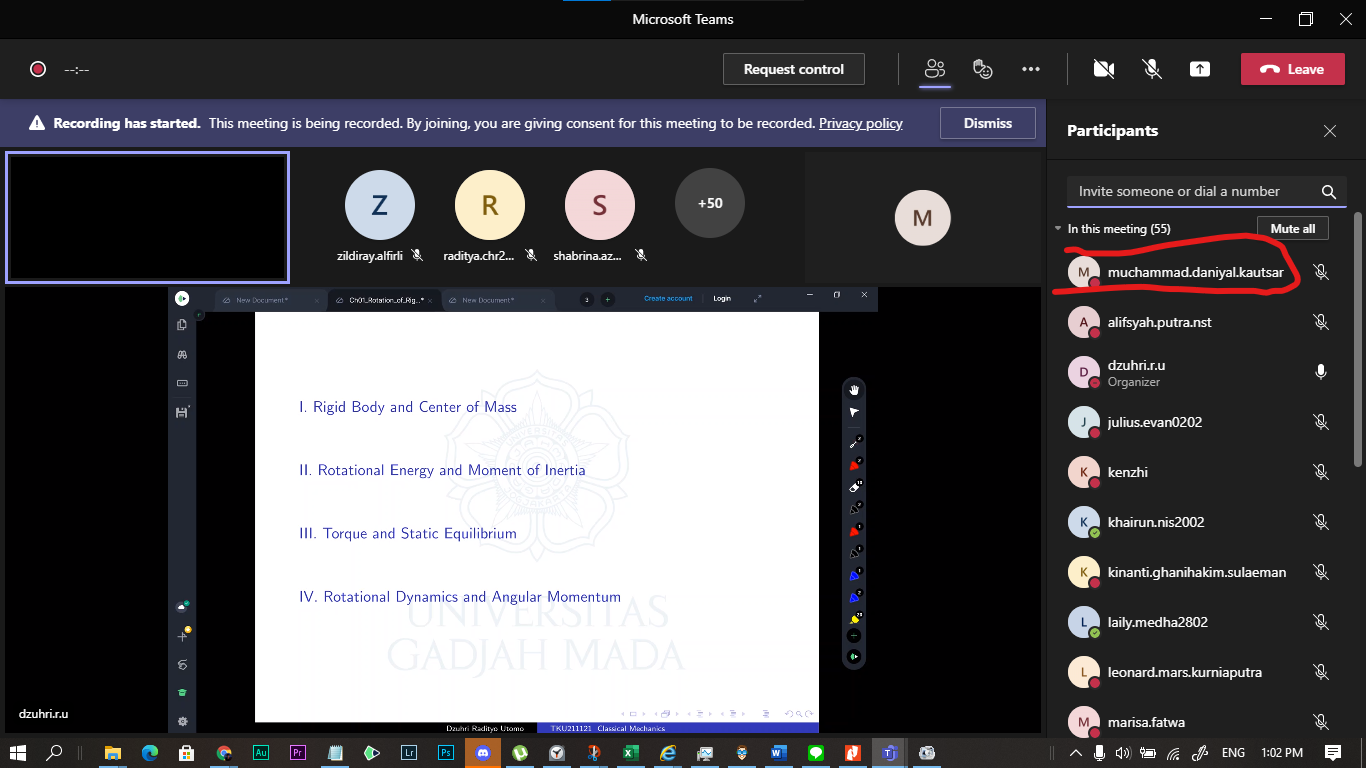 Microsoft Teams
--:--
Request control
Leave
Recording has started. This meeting is being recorded. By joining, you are giving consent for this meeting to be recorded. Privacy policy
Dismiss
Z
R
S
+50
M
zildiray.alfirli
raditya.chr2...
shabrina.az...
New Document*
Ch01_Rotation_of_Rig...*
New Document*
3
Create account
Login
I. Rigid Body and Center of Mass
II. Rotational Energy and Moment of Inertia
III. Torque and Static Equilibrium
IV. Rotational Dynamics and Angular Momentum
UNIVERSITAS
GADJAH MADA
Dzuhri Radityo Utomo
TKU211121 Classical Mechanics
dzuhri.r.u
Participants
Invite someone or dial a number
In this meeting (55)
Mute all
M
muchammad.daniyal.kautsar
A
alifsyah.putra.nst
D
dzuhri.r.u
Organizer
J
julius.evan0202
K
kenzhi
K
khairun.nis2002
K
kinanti.ghanihakim.sulaeman
L
laily.medha2802
L
leonard.mars.kurniaputra
M
marisa.fatwa
Au
Pr
Lr
Ps
ENG
1:02 PM